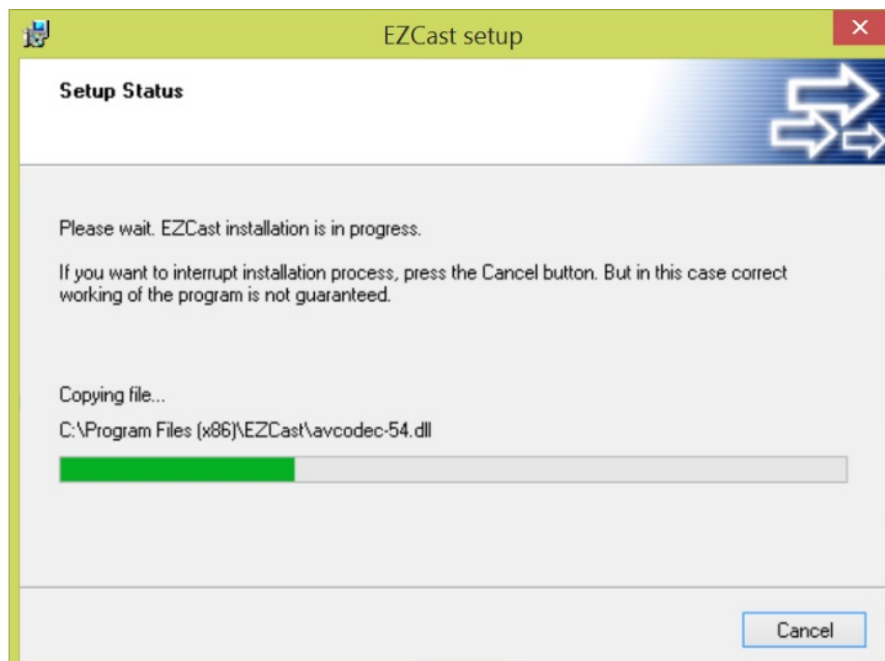 EZCast setup
Setup Status
Please wait. EZCast installation is in progress.
If you want to interrupt installation process, press the Cancel button. But in this case correct
working of the program is not guaranteed.
Copying file...
C:\Program Files (x86)\EZCast\avcodec-54.dll
Cancel